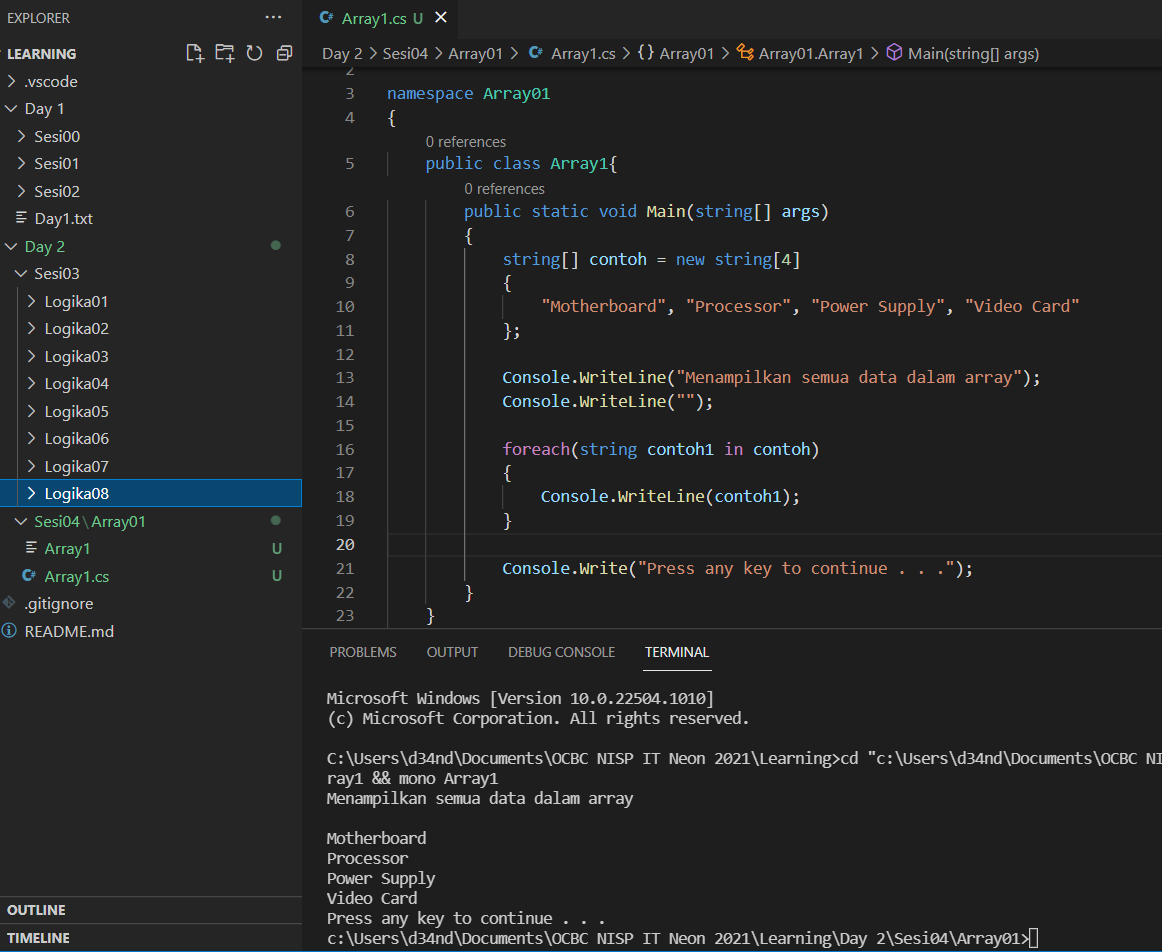 EXPLORER ...
LEARNING
.vscode
Day 1
Sesi00
Sesi01
Sesi02
Day1.txt
Day 2
Sesi03
Logika01
Logika02
Logika03
Logika04
Logika05
Logika06
Logika07
Logika08
Sesi04\Array01
Array1 U
Array1.cs U
.gitignore
README.md
OUTLINE
TIMELINE
C# Array1.cs U ×
Day 2 > Sesi04 > Array01 > C# Array1.cs > {} Array01 > Array01.Array1 > Main(string[] args)
2
3 namespace Array01
4 {
0 references
5 public class Array1{
0 references
6 public static void Main(string[] args)
7 {
8 string[] contoh = new string[4]
9 {
10 "Motherboard", "Processor", "Power Supply", "Video Card"
11 };
12
13 Console.WriteLine("Menampilkan semua data dalam array");
14 Console.WriteLine("");
15
16 foreach(string contoh1 in contoh)
17 {
18 Console.WriteLine(contoh1);
19 }
20
21 Console.Write("Press any key to continue . . .");
22 }
23 }
PROBLEMS OUTPUT DEBUG CONSOLE TERMINAL
Microsoft Windows [Version 10.0.22504.1010]
(c) Microsoft Corporation. All rights reserved.
C:\Users\d34nd\Documents\OCBC NISP IT Neon 2021\Learning>cd "c:\Users\d34nd\Documents\OCBC NI
ray1 && mono Array1
Menampilkan semua data dalam array
Motherboard
Processor
Power Supply
Video Card
Press any key to continue . . .
c:\Users\d34nd\Documents\OCBC NISP IT Neon 2021\Learning\Day 2\Sesi04\Array01>